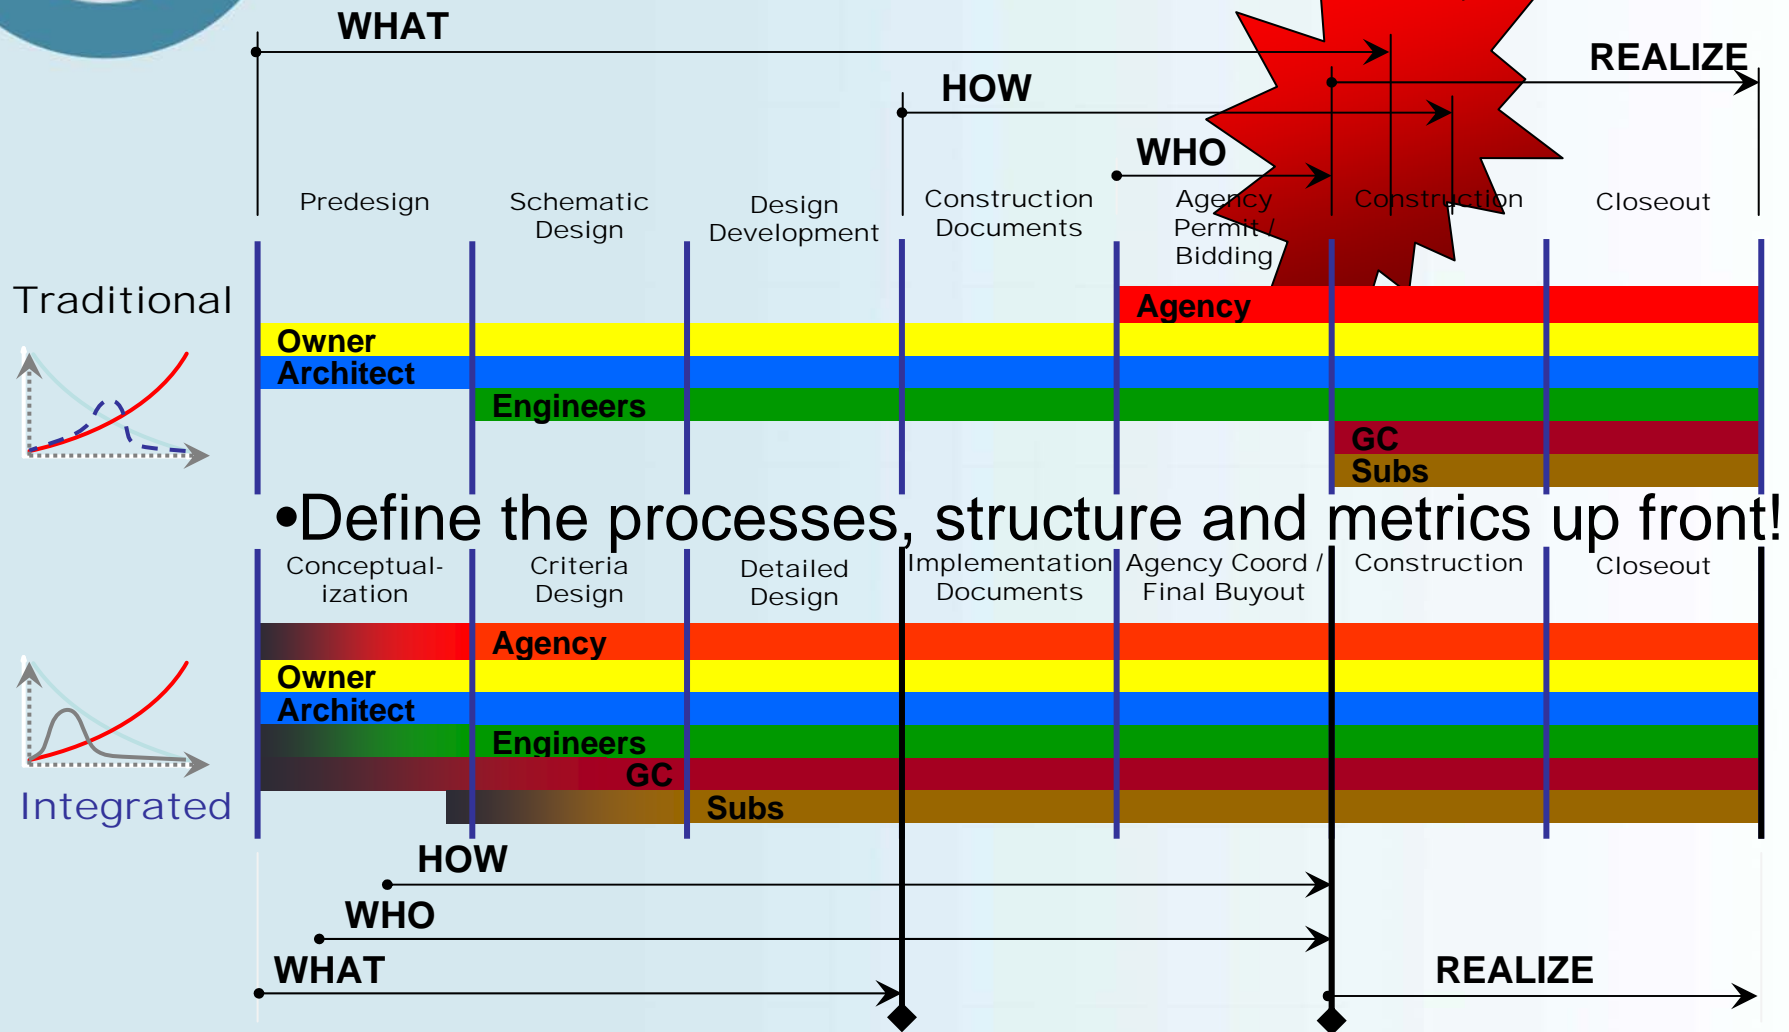 WHAT
REALIZE
HOW
WHO
Predesign
Schematic
Design
Design
Development
Construction
Documents
Agency
Permit /
Bidding
Construction
Closeout
Traditional
Agency
Owner
Architect
Engineers
GC
Subs
•Define the processes, structure and metrics up front!
Conceptual-
ization
Criteria
Design
Detailed
Design
Implementation
Documents
Agency Coord /
Final Buyout
Construction
Closeout
Agency
Owner
Architect
Engineers
GC
Subs
Integrated
HOW
WHO
WHAT
REALIZE